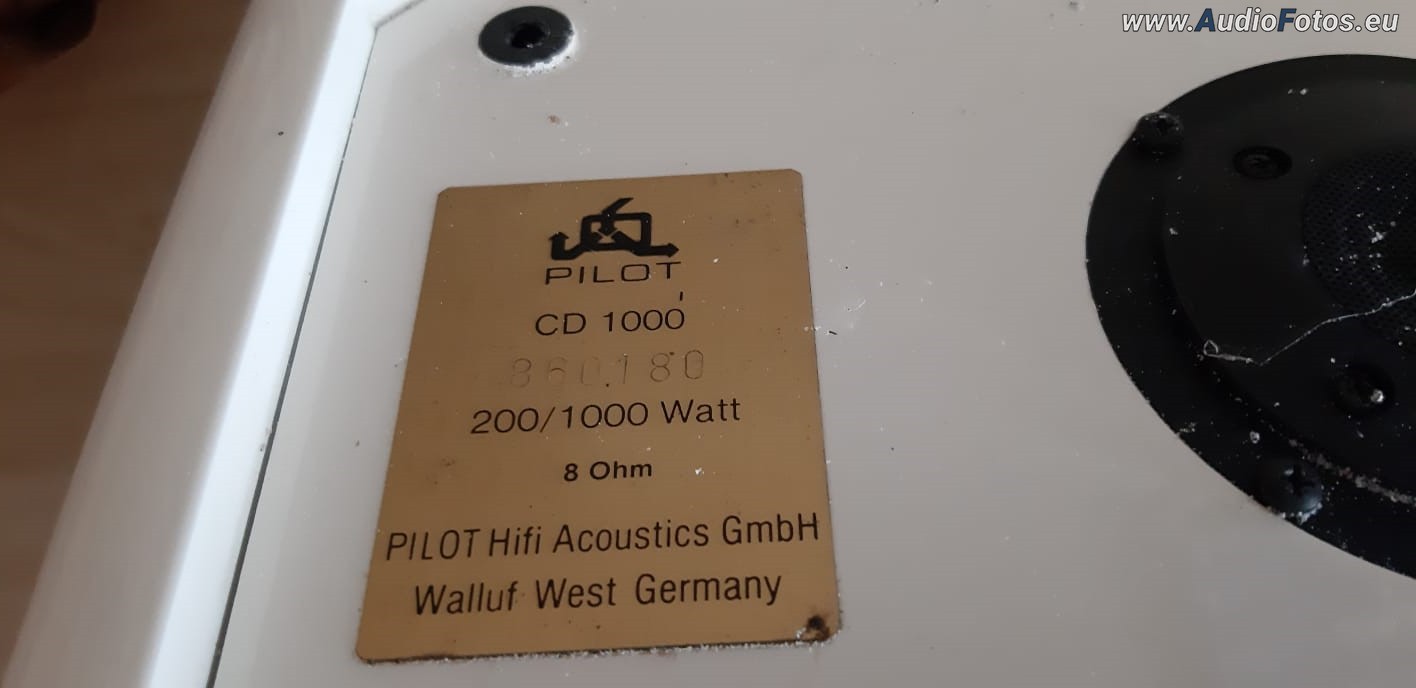 www.AudioFotos.eu
PILOT
CD 1000
860180
200/1000 Watt
8 Ohm
PILOT Hifi Acoustics GmbH
Walluf West Germany